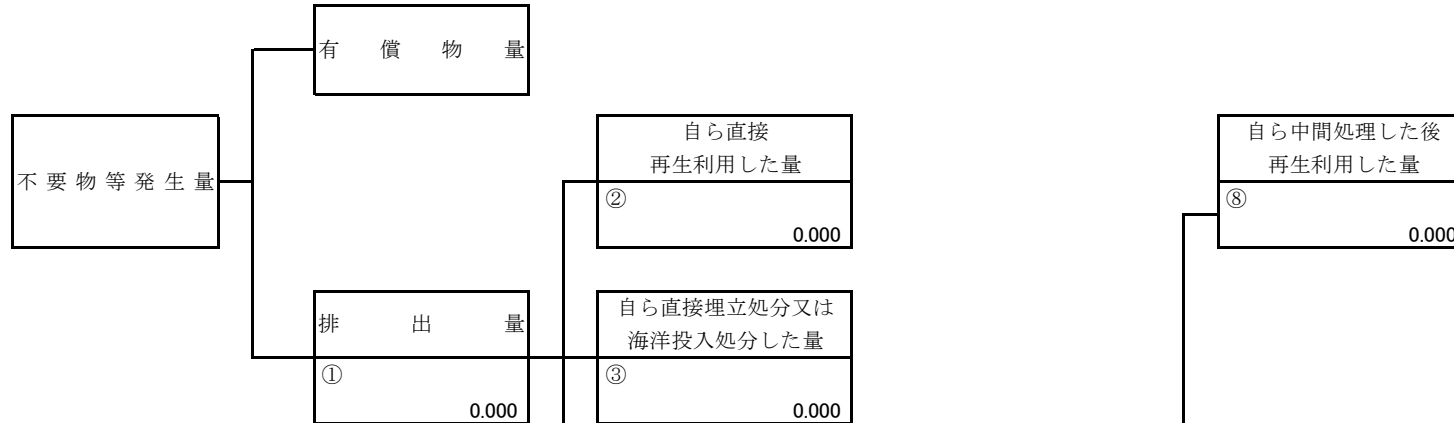 有償物量
自ら直接
再生利用した量
②
0.000
自ら中間処理した後
再生利用した量
⑧
0.000
不要物等発生量
排出量
①
0.000
自ら直接埋立処分又は
海洋投入処分した量
③
0.000